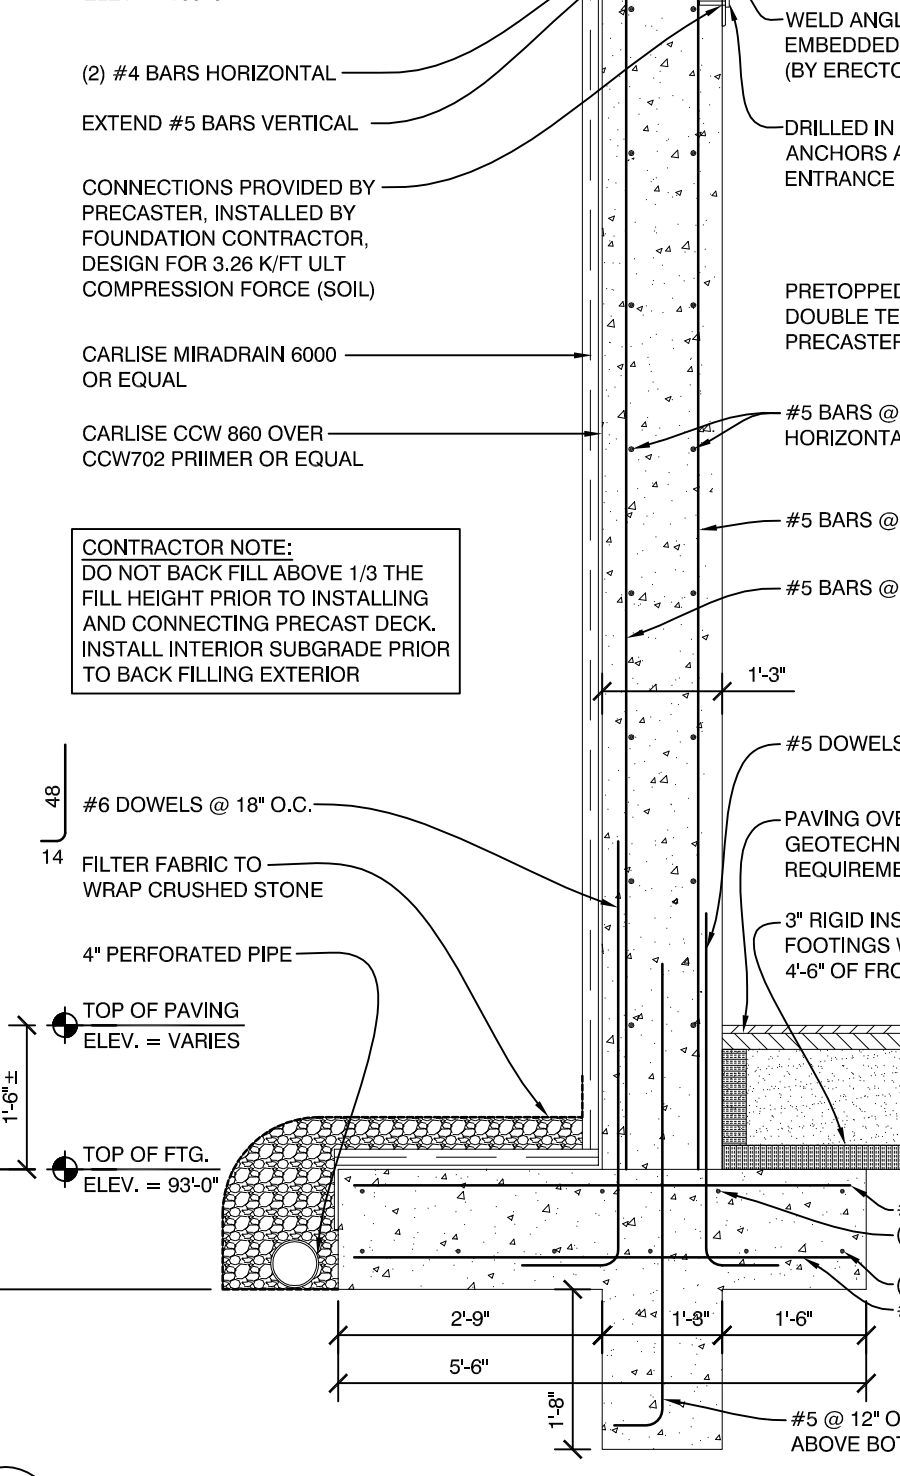 (2) #4 BARS HORIZONTAL
EXTEND #5 BARS VERTICAL
CONNECTIONS PROVIDED BY
PRECASTER, INSTALLED BY
FOUNDATION CONTRACTOR,
DESIGN FOR 3.26 K/FT ULT
COMPRESSION FORCE (SOIL)
CARLISE MIRADRAIN 6000
OR EQUAL
CARLISE CCW 860 OVER
CCW702 PRIIMER OR EQUAL
CONTRACTOR NOTE:
DO NOT BACK FILL ABOVE 1/3 THE
FILL HEIGHT PRIOR TO INSTALLING
AND CONNECTING PRECAST DECK.
INSTALL INTERIOR SUBGRADE PRIOR
TO BACK FILLING EXTERIOR
48
14
#6 DOWELS @ 18" O.C.
FILTER FABRIC TO
WRAP CRUSHED STONE
4" PERFORATED PIPE
TOP OF PAVING
ELEV. = VARIES
1'-6"±
TOP OF FTG.
ELEV. = 93'-0"
WELD ANGL
EMBEDDED
(BY ERECTO
DRILLED IN
ANCHORS A
ENTRANCE
PRETOPPED
DOUBLE TE
PRECASTER
#5 BARS @
HORIZONTA
#5 BARS @
#5 BARS @
1'-3"
#5 DOWELS
PAVING OVE
GEOTECHN
REQUIREME
3" RIGID INS
FOOTINGS W
4'-6" OF FRO
2'-9"
1'-3"
1'-6"
5'-6"
1'-8"
#5 @ 12" O
ABOVE BOT